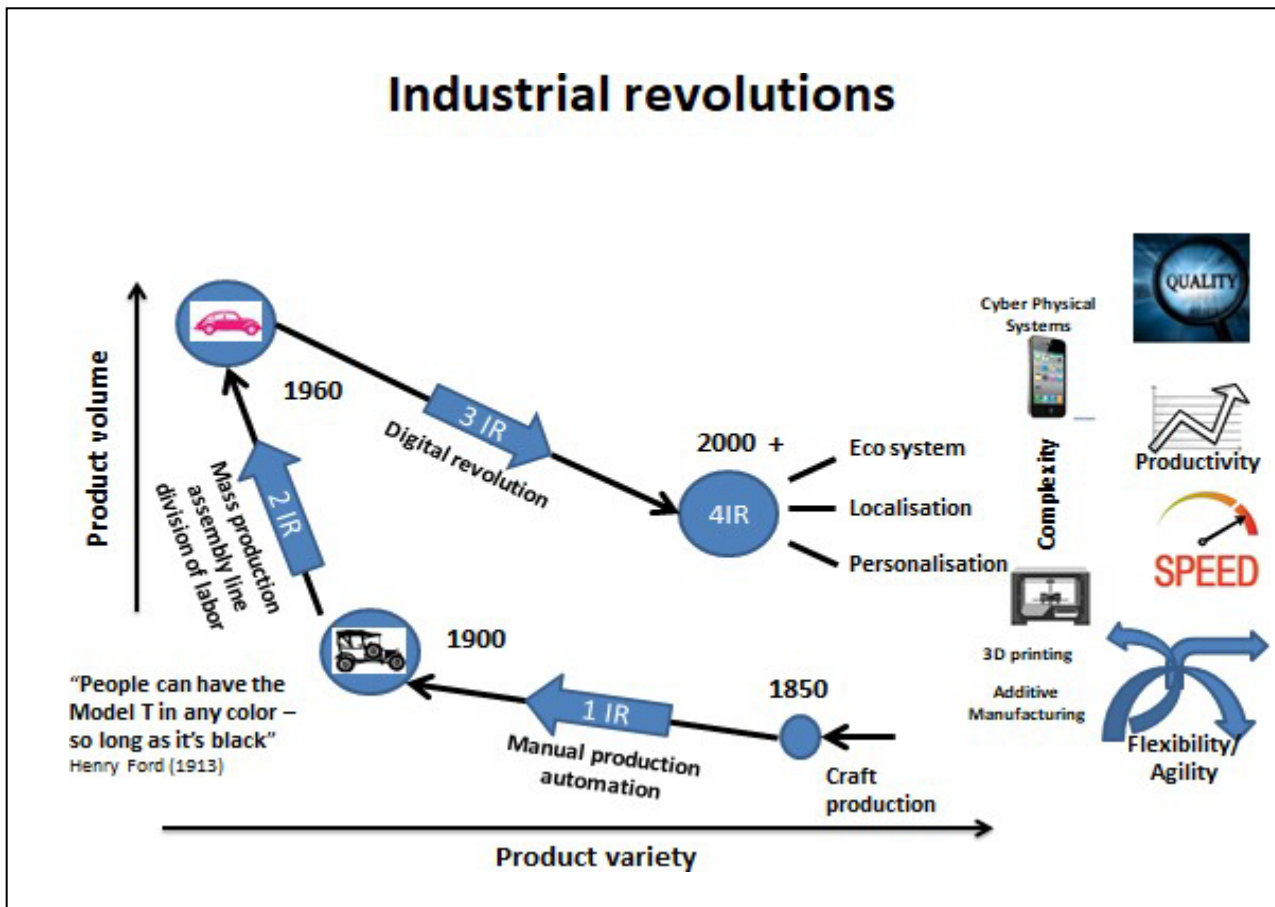 Industrial revolutions
Product volume
1960
3 IR
Digital revolution
2 IR
Mass production
assembly line
division of labor
2000 +
4IR
Eco system
Localisation
Personalisation
1900
1850
1 IR
Manual production
automation
Craft
production
“People can have the
Model T in any color –
so long as it’s black”
Henry Ford (1913)
Product variety
Cyber Physical
Systems
Complexity
3D printing
Additive
Manufacturing
QUALITY
Productivity
SPEED
Flexibility/
Agility